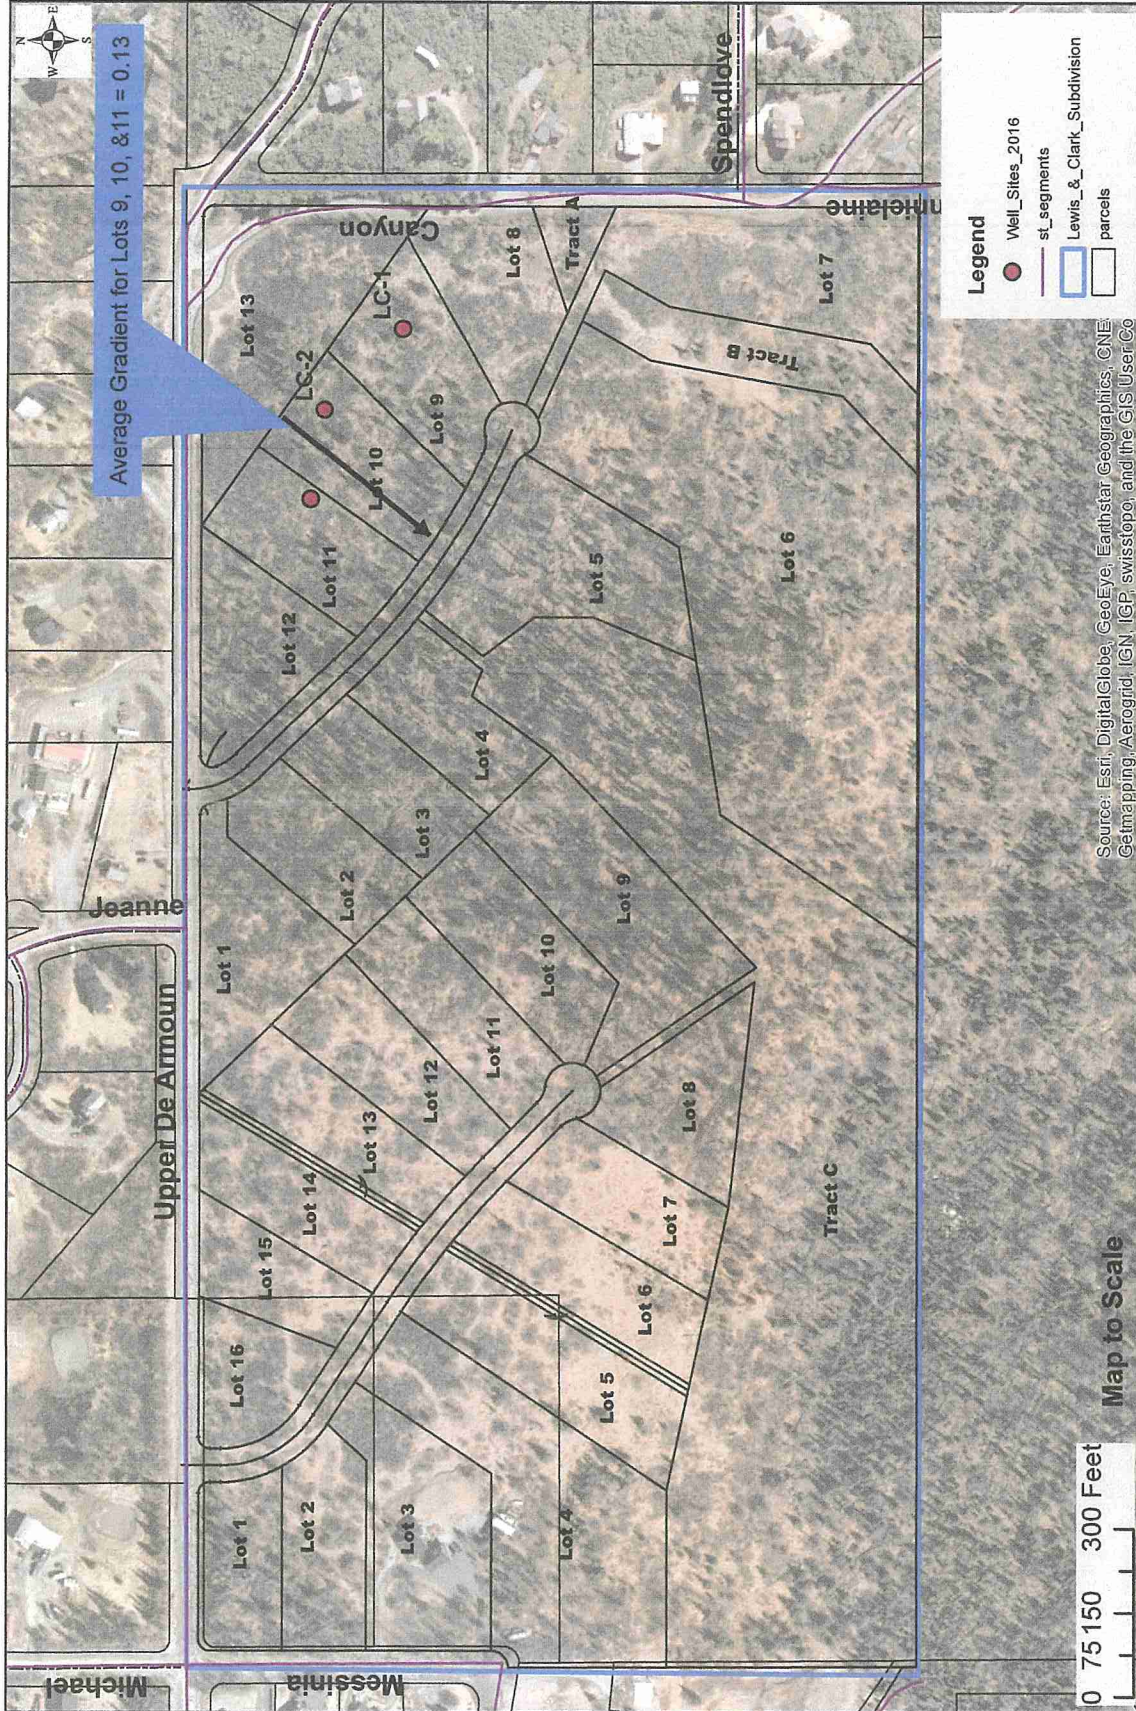 N
W E
S
Average Gradient for Lots 9, 10, &11 = 0.13
Michael
Upper De Armoun
Joanne
Messinia
Canyon
Spendlove
nnielaine
Lot 1
Lot 2
Lot 3
Lot 4
Lot 5
Lot 6
Lot 7
Lot 8
Lot 9
Lot 10
Lot 11
Lot 12
Lot 13
Lot 14
Lot 15
Lot 16
Tract C
Lot 1
Lot 2
Lot 3
Lot 4
Lot 5
Lot 6
Lot 7
Tract B
Tract A
Lot 8
Lot 9
Lot 10
Lot 11
Lot 12
Lot 13
LC-2
LC-1
Legend
Well_Sites_2016
st_segments
Lewis_&_Clark_Subdivision
parcels
0 75 150 300 Feet
Map to Scale
Source: Esri, DigitalGlobe, GeoEye, Earthstar Geographics, CNE
Getmapping, Aerogrid, IGN, IGP, swisstopo, and the GIS User Co